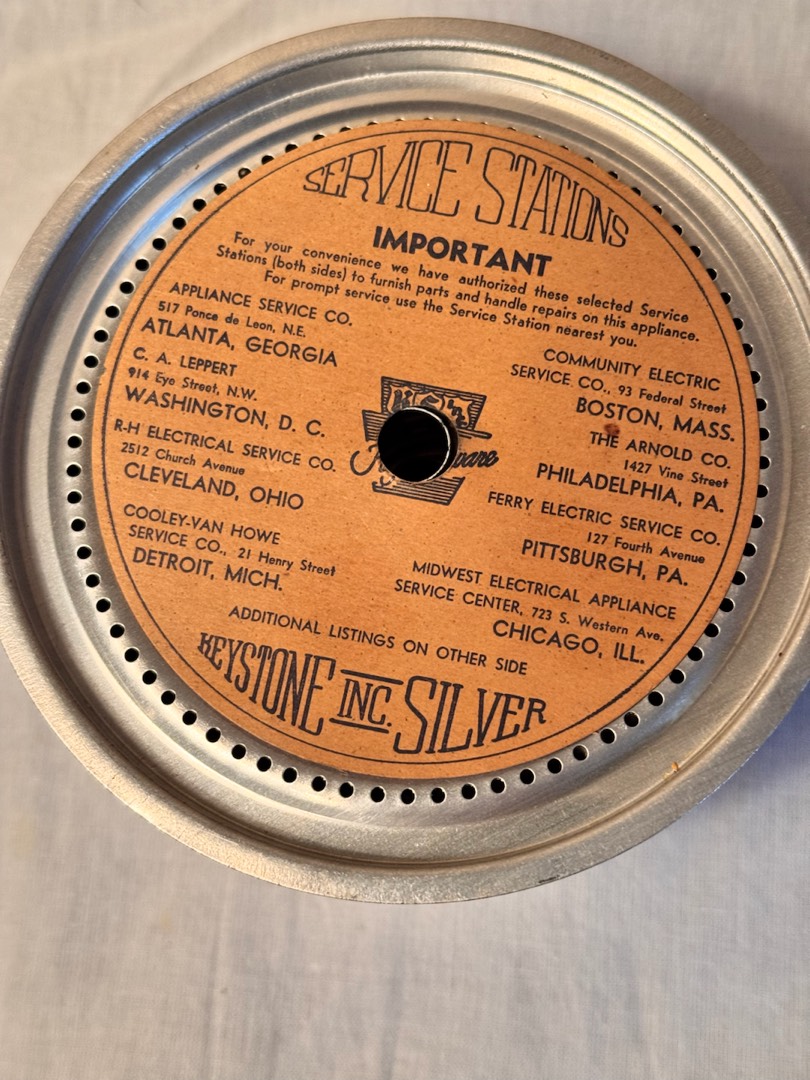 SERVICE STATIONS
IMPORTANT
For your convenience we have authorized these selected Service
Stations (both sides) to furnish parts and handle repairs on this appliance.
For prompt service use the Service Station nearest you.
APPLIANCE SERVICE CO.
517 Ponce de Leon, N.E.
ATLANTA, GEORGIA
C. A. LEPPERT
914 Eye Street, N.W.
WASHINGTON, D. C.
R-H ELECTRICAL SERVICE CO.
2512 Church Avenue
CLEVELAND, OHIO
COOLEY-VAN HOWE
SERVICE CO., 21 Henry Street
DETROIT, MICH.
COMMUNITY ELECTRIC
SERVICE CO., 93 Federal Street
BOSTON, MASS.
THE ARNOLD CO.
1427 Vine Street
PHILADELPHIA, PA.
FERRY ELECTRIC SERVICE CO.
127 Fourth Avenue
PITTSBURGH, PA.
MIDWEST ELECTRICAL APPLIANCE
SERVICE CENTER, 723 S. Western Ave.
CHICAGO, ILL.
ADDITIONAL LISTINGS ON OTHER SIDE
KEYSTONE INC. SILVER